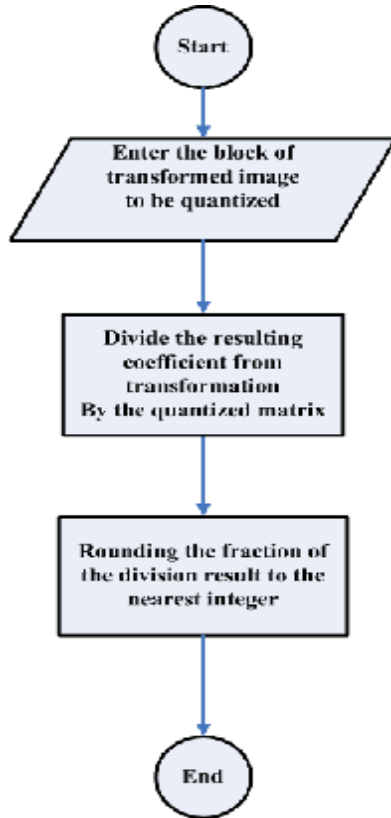 Start
Enter the block of
transformed image
to be quantized
Divide the resulting
coefficient from
transformation
By the quantized matrix
Rounding the fraction of
the division result to the
nearest integer
End